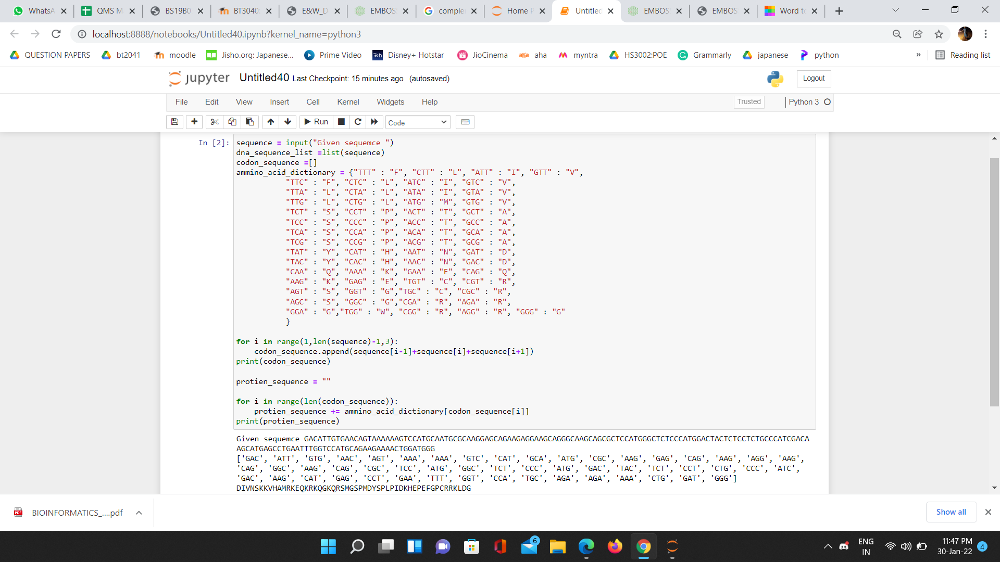 WhatsA QMS M BS19B0 BT3040: E&W_D EMBOS complem Home P Untitled EMBOS EMBOS Word to
localhost:8888/notebooks/Untitled40.ipynb?kernel_name=python3
QUESTION PAPERS bt2041 moodle Jisho.org: Japanese... Prime Video Disney+ Hotstar JioCinema aha myntra HS3002:POE Grammarly japanese python » Reading list
jupyter Untitled40 Last Checkpoint: 15 minutes ago (autosaved) Logout
File Edit View Insert Cell Kernel Widgets Help Trusted Python 3
Run Code
In [2]: sequence = input("Given sequemce ")
dna_sequence_list =list(sequence)
codon_sequence =[]
ammino_acid_dictionary = {"TTT" : "F", "CTT" : "L", "ATT" : "I", "GTT" : "V",
"TTC" : "F", "CTC" : "L", "ATC" : "I", "GTC" : "V",
"TTA" : "L", "CTA" : "L", "ATA" : "I", "GTA" : "V",
"TTG" : "L", "CTG" : "L", "ATG" : "M", "GTG" : "V",
"TCT" : "S", "CCT" : "P", "ACT" : "T", "GCT" : "A",
"TCC" : "S", "CCC" : "P", "ACC" : "T", "GCC" : "A",
"TCA" : "S", "CCA" : "P", "ACA" : "T", "GCA" : "A",
"TCG" : "S", "CCG" : "P", "ACG" : "T", "GCG" : "A",
"TAT" : "Y", "CAT" : "H", "AAT" : "N", "GAT" : "D",
"TAC" : "Y", "CAC" : "H", "AAC" : "N", "GAC" : "D",
"CAA" : "Q", "AAA" : "K", "GAA" : "E", "CAG" : "Q",
"AAG" : "K", "GAG" : "E", "TGT" : "C", "CGT" : "R",
"AGT" : "S", "GGT" : "G","TGC" : "C", "CGC" : "R",
"AGC" : "S", "GGC" : "G","CGA" : "R", "AGA" : "R",
"GGA" : "G","TGG" : "W", "CGG" : "R", "AGG" : "R", "GGG" : "G"
}
for i in range(1,len(sequence)-1,3):
codon_sequence.append(sequence[i-1]+sequence[i]+sequence[i+1])
print(codon_sequence)
protien_sequence = ""
for i in range(len(codon_sequence)):
protien_sequence += ammino_acid_dictionary[codon_sequence[i]]
print(protien_sequence)
Given sequemce GACATTGTGAACAGTAAAAAAGTCCATGCAATGCGCAAGGAGCAGAAGAGGAAGCAGGGCAAGCAGCGCTCCATGGGCTCTCCCATGGACTACTCTCCTCTGCCCATCGACA
AGCATGAGCCTGAATTTGGTCCATGCAGAAGAAAACTGGATGGG
['GAC', 'ATT', 'GTG', 'AAC', 'AGT', 'AAA', 'AAA', 'GTC', 'CAT', 'GCA', 'ATG', 'CGC', 'AAG', 'GAG', 'CAG', 'AAG', 'AGG', 'AAG',
'CAG', 'GGC', 'AAG', 'CAG', 'CGC', 'TCC', 'ATG', 'GGC', 'TCT', 'CCC', 'ATG', 'GAC', 'TAC', 'TCT', 'CCT', 'CTG', 'CCC', 'ATC',
'GAC', 'AAG', 'CAT', 'GAG', 'CCT', 'GAA', 'TTT', 'GGT', 'CCA', 'TGC', 'AGA', 'AGA', 'AAA', 'CTG', 'GAT', 'GGG']
DIVNSKKVHAMRKEQKRKQGKQRSMGSPMDYSPLPIDKHEPEFGPCRRKLDG
BIOINFORMATICS_....pdf Show all
6 ENG IN 11:47 PM 30-Jan-22 4